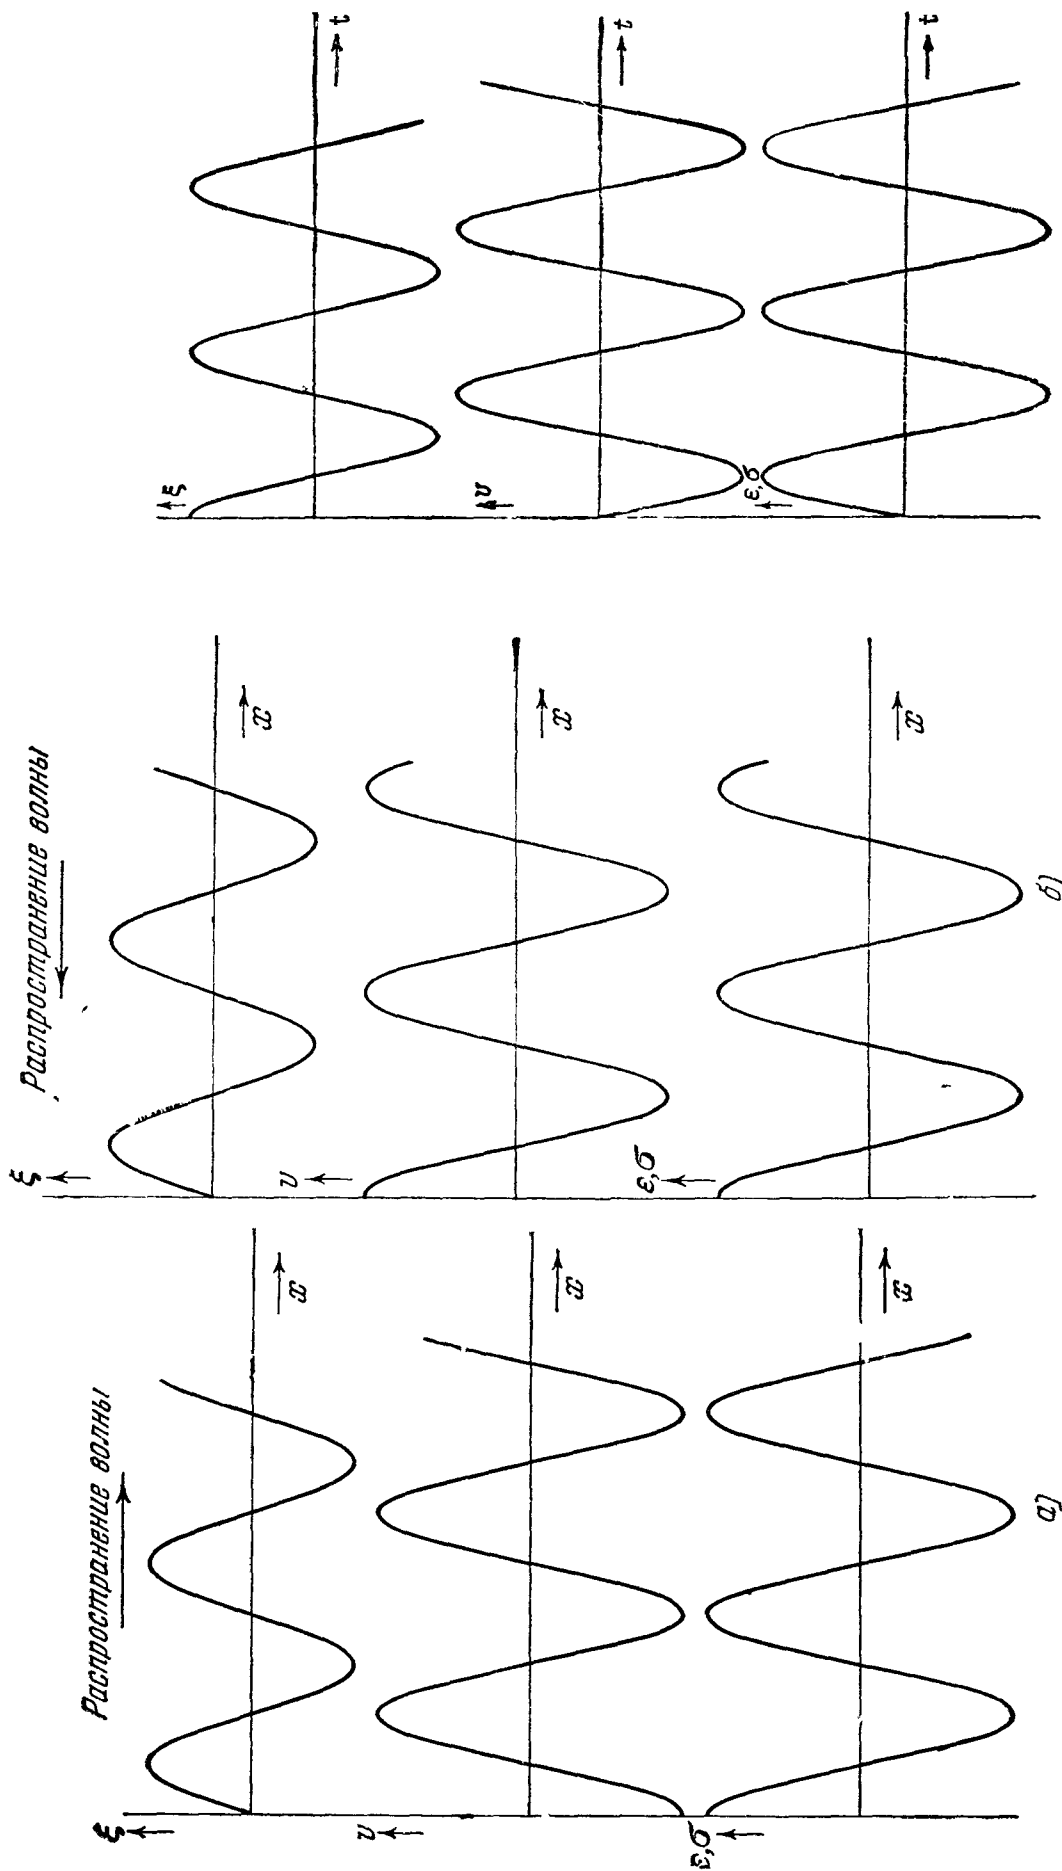 Распространение волны
ξ
x
v
x
ε,σ
x
а)
Распространение волны
ξ
x
v
x
ε,σ
x
б)
ξ
t
v
t
ε,σ
t